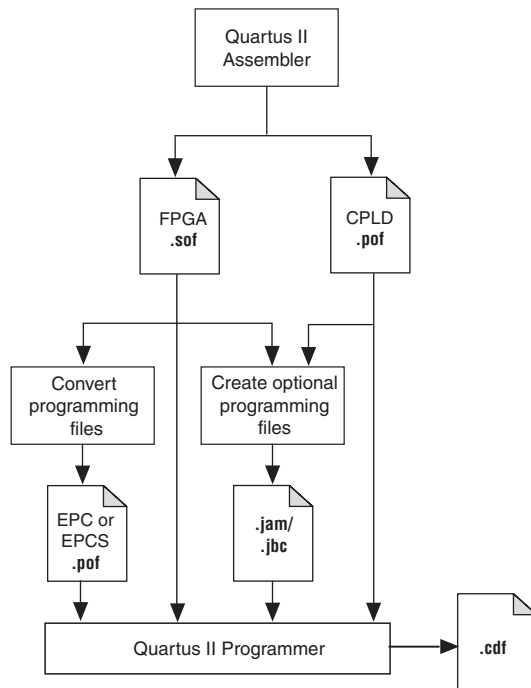 Quartus II
Assembler
FPGA
.sof
CPLD
.pof
Convert
programming
files
Create optional
programming
files
EPC or
EPCS
.pof
.jam/
.jbc
Quartus II Programmer
.cdf